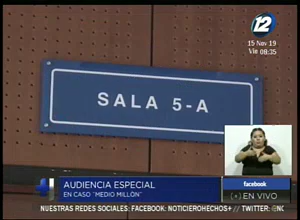 12
15 Nov 19
Vie 08:35
SALA 5-A
AUDIENCIA ESPECIAL
EN CASO "MEDIO MILLÓN"
facebook
EN VIVO
NUESTRAS REDES SOCIALES: FACEBOOK: NOTICIEROHECHOS+ // TWITTER: @NO